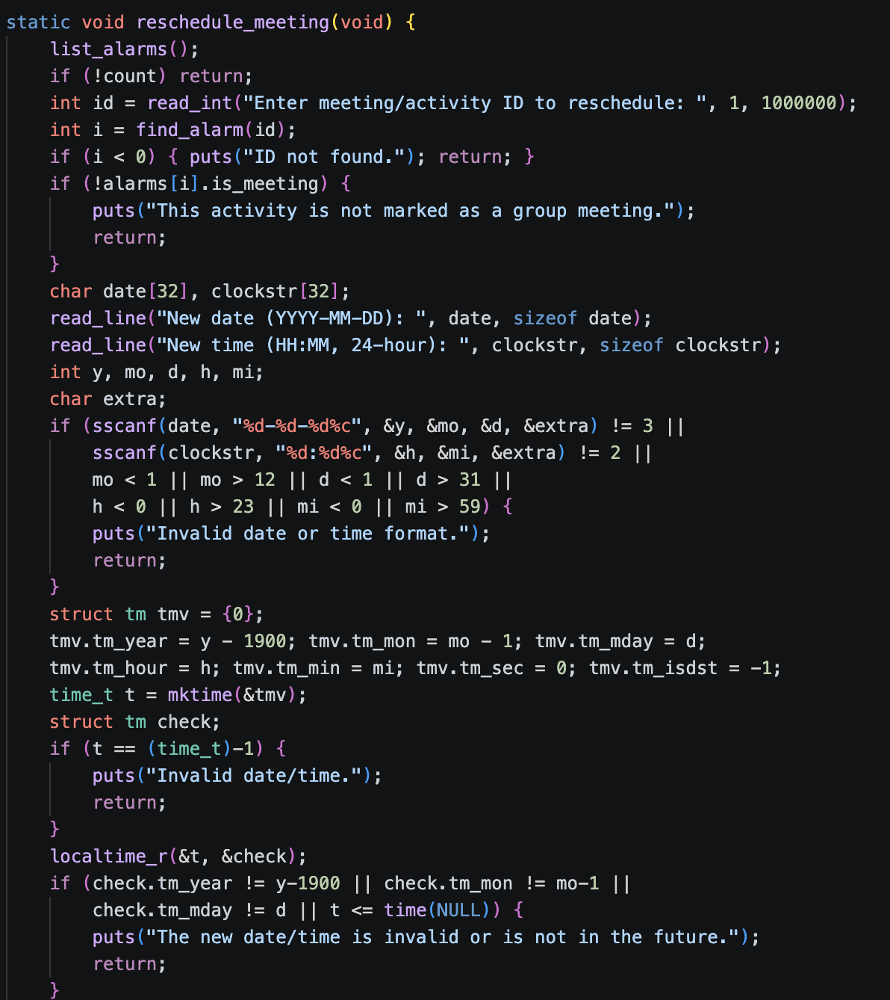 static void reschedule_meeting(void) {
    list_alarms();
    if (!count) return;
    int id = read_int("Enter meeting/activity ID to reschedule: ", 1, 1000000);
    int i = find_alarm(id);
    if (i < 0) { puts("ID not found."); return; }
    if (!alarms[i].is_meeting) {
        puts("This activity is not marked as a group meeting.");
        return;
    }
    char date[32], clockstr[32];
    read_line("New date (YYYY-MM-DD): ", date, sizeof date);
    read_line("New time (HH:MM, 24-hour): ", clockstr, sizeof clockstr);
    int y, mo, d, h, mi;
    char extra;
    if (sscanf(date, "%d-%d-%d%c", &y, &mo, &d, &extra) != 3 ||
        sscanf(clockstr, "%d:%d%c", &h, &mi, &extra) != 2 ||
        mo < 1 || mo > 12 || d < 1 || d > 31 ||
        h < 0 || h > 23 || mi < 0 || mi > 59) {
        puts("Invalid date or time format.");
        return;
    }
    struct tm tmv = {0};
    tmv.tm_year = y - 1900; tmv.tm_mon = mo - 1; tmv.tm_mday = d;
    tmv.tm_hour = h; tmv.tm_min = mi; tmv.tm_sec = 0; tmv.tm_isdst = -1;
    time_t t = mktime(&tmv);
    struct tm check;
    if (t == (time_t)-1) {
        puts("Invalid date/time.");
        return;
    }
    localtime_r(&t, &check);
    if (check.tm_year != y-1900 || check.tm_mon != mo-1 ||
        check.tm_mday != d || t <= time(NULL)) {
        puts("The new date/time is invalid or is not in the future.");
        return;
    }